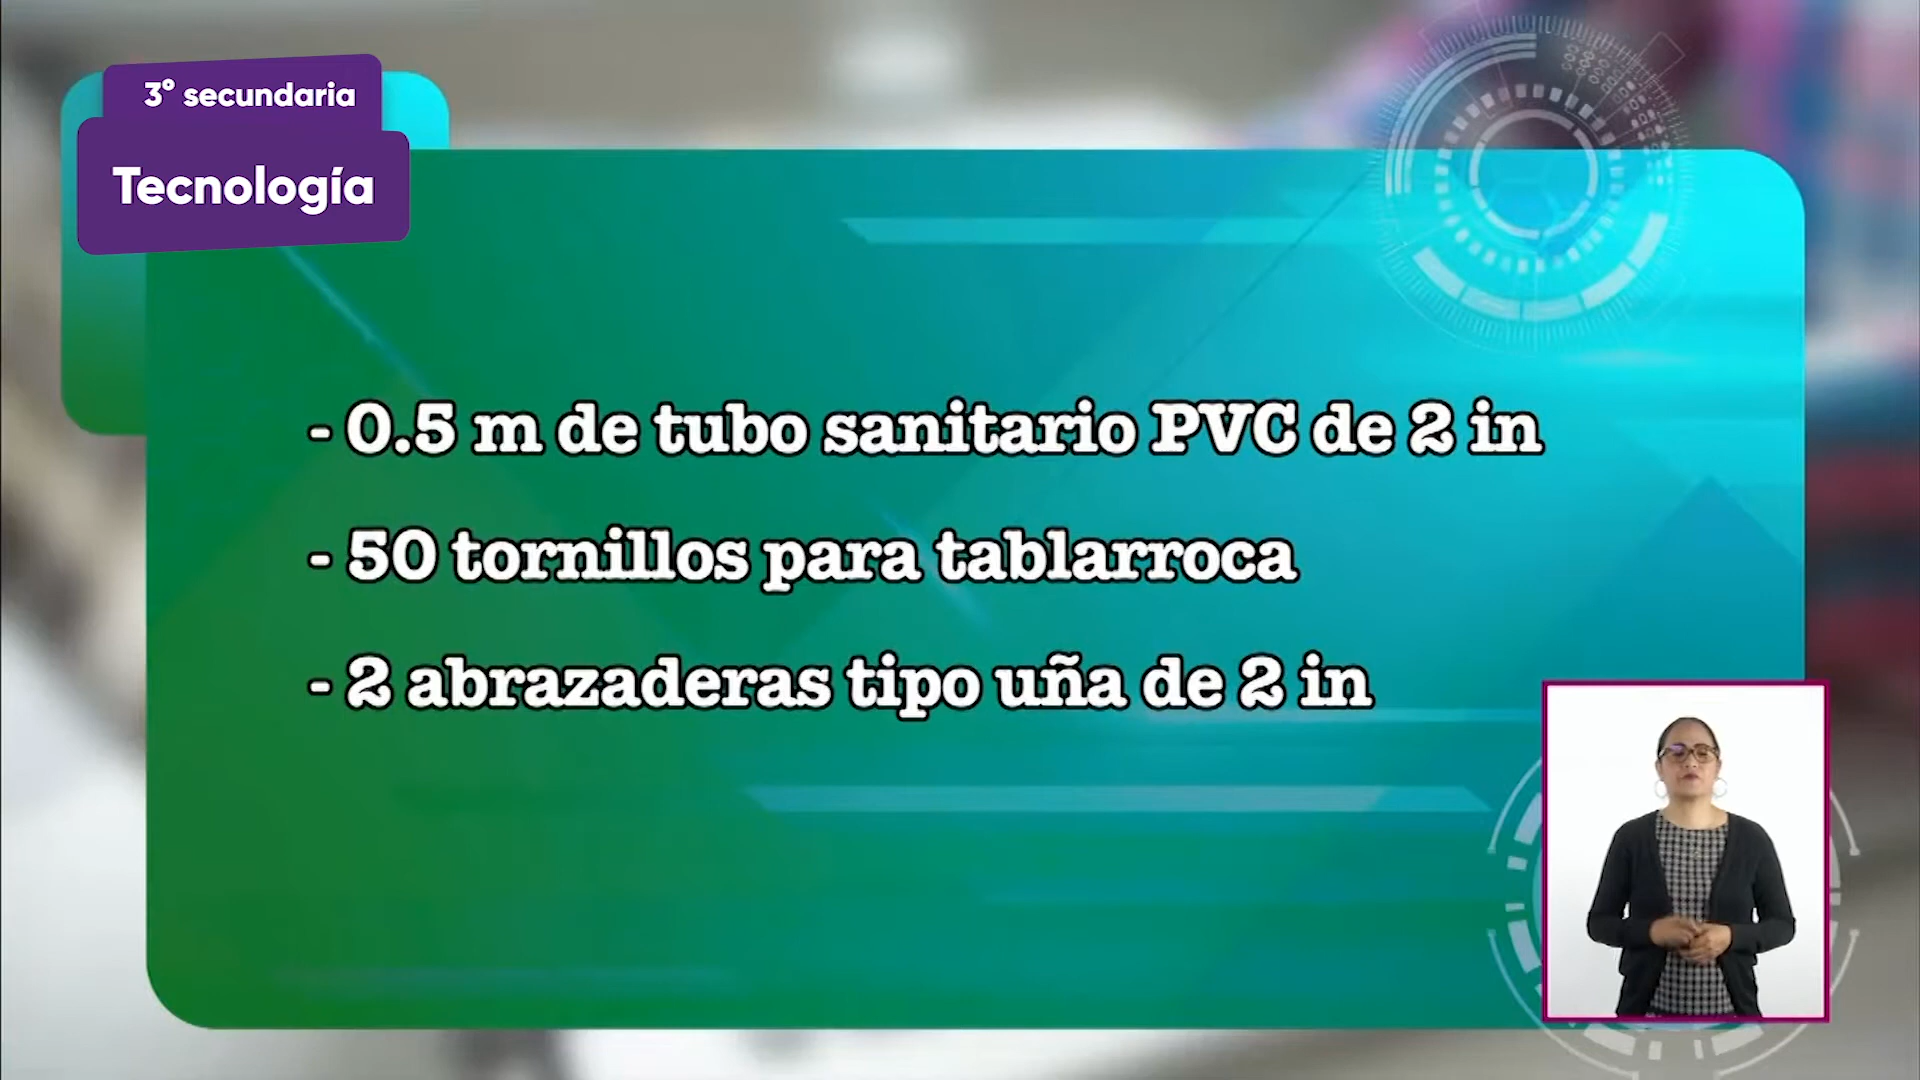 3° secundaria
Tecnología
- 0.5 m de tubo sanitario PVC de 2 in
- 50 tornillos para tablarroca
- 2 abrazaderas tipo uña de 2 in